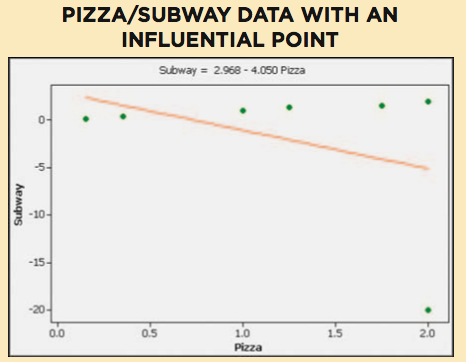 PIZZA/SUBWAY DATA WITH AN
INFLUENTIAL POINT
Subway = 2.968 - 4.050 Pizza
Subway
0
-5
-10
-15
-20
0.0 0.5 1.0 1.5 2.0
Pizza